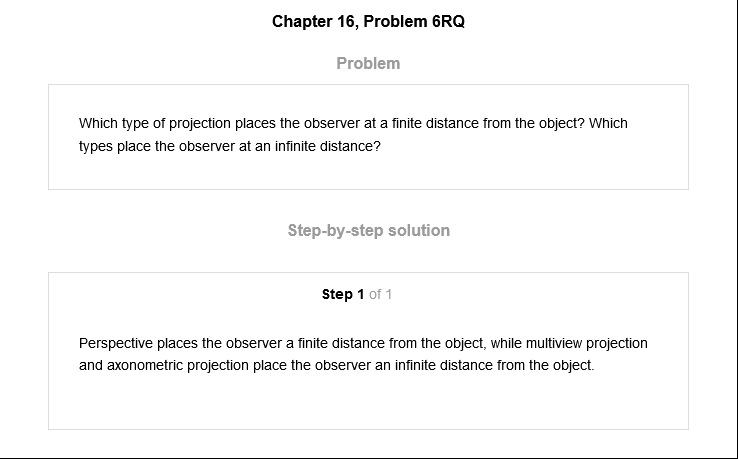 Chapter 16, Problem 6RQ
Problem
Which type of projection places the observer at a finite distance from the object? Which
types place the observer at an infinite distance?
Step-by-step solution
Step 1 of 1
Perspective places the observer a finite distance from the object, while multiview projection
and axonometric projection place the observer an infinite distance from the object.